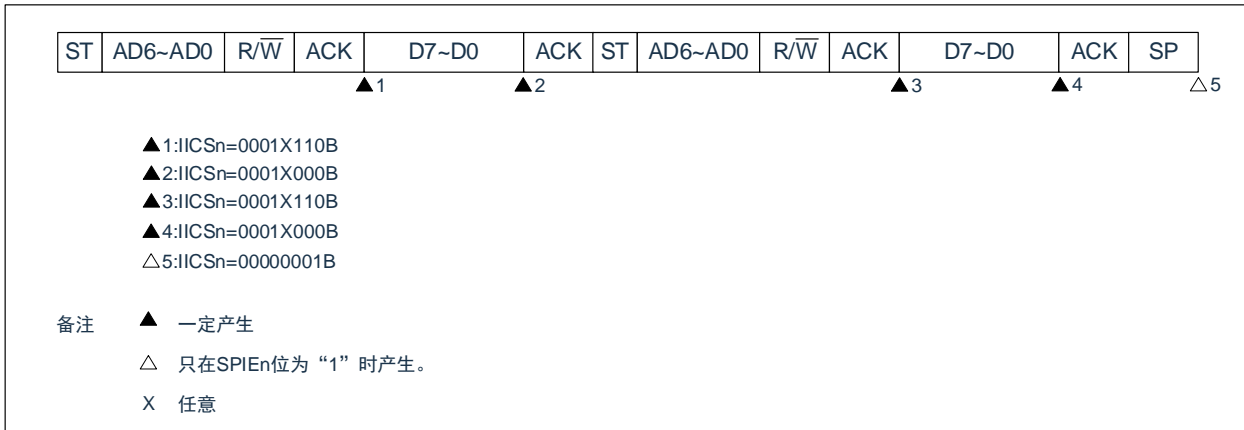 ST AD6~AD0 R/W̅ ACK D7~D0 ACK ST AD6~AD0 R/W̅ ACK D7~D0 ACK SP
▲1 ▲2 ▲3 ▲4 △5
▲1:IICSn=0001X110B
▲2:IICSn=0001X000B
▲3:IICSn=0001X110B
▲4:IICSn=0001X000B
△5:IICSn=00000001B
备注 ▲ 一定产生
△ 只在SPIEn位为“1”时产生。
X 任意